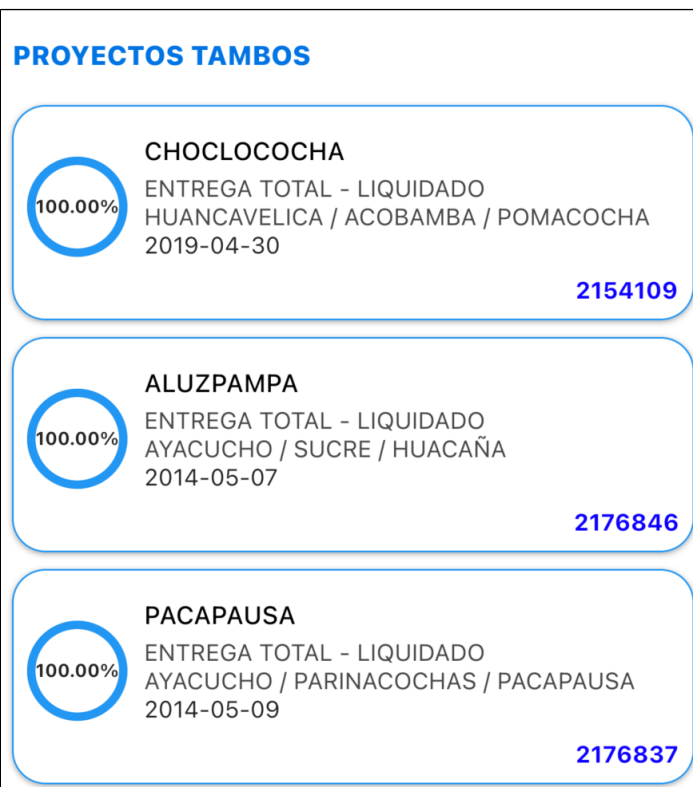 PROYECTOS TAMBOS
CHOCLOCOCHA
100.00%
ENTREGA TOTAL - LIQUIDADO
HUANCAVELICA / ACOBAMBA / POMACOCHA
2019-04-30
2154109
ALUZPAMPA
100.00%
ENTREGA TOTAL - LIQUIDADO
AYACUCHO / SUCRE / HUACAÑA
2014-05-07
2176846
PACAPAUSA
100.00%
ENTREGA TOTAL - LIQUIDADO
AYACUCHO / PARINACOCHAS / PACAPAUSA
2014-05-09
2176837